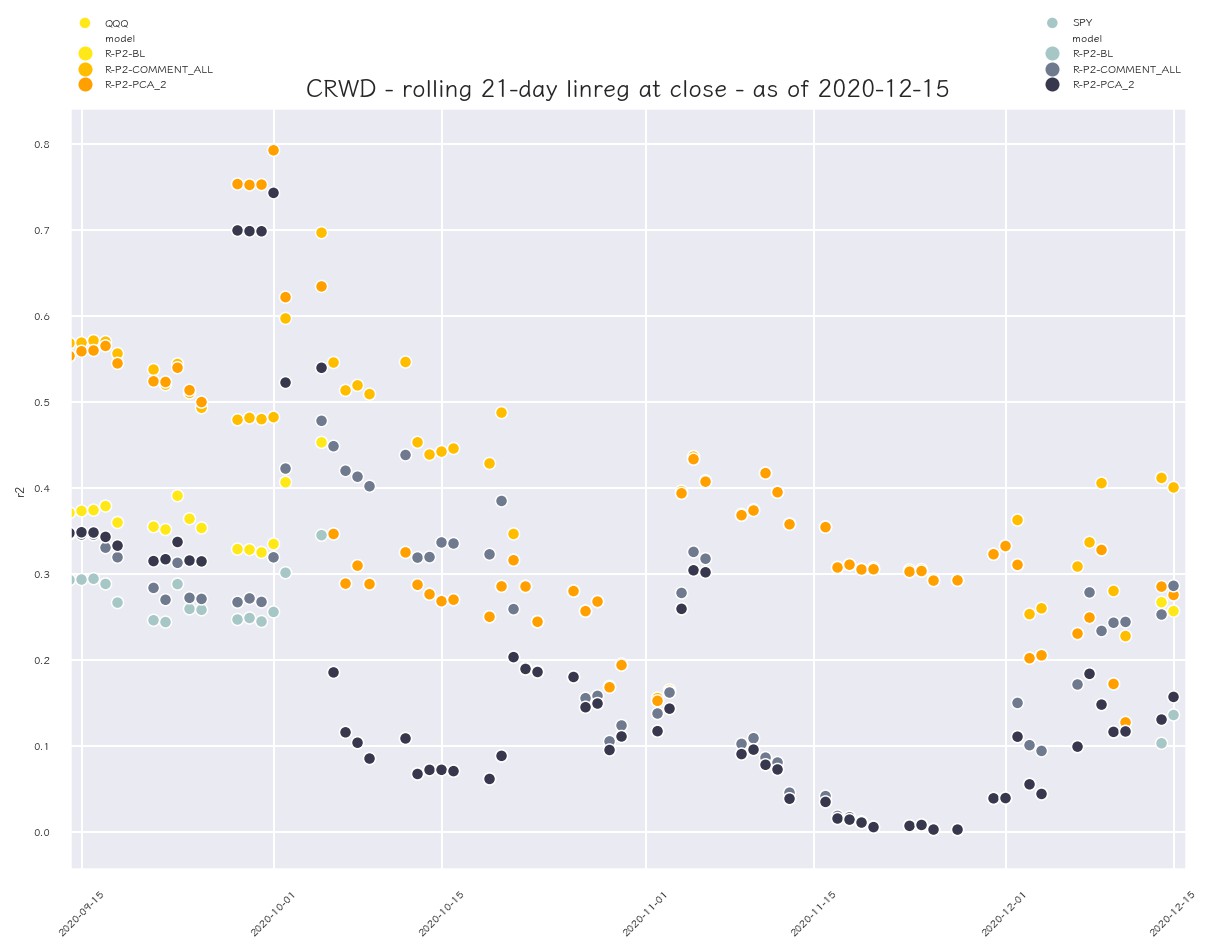 QQQ
model
R-P2-BL
R-P2-COMMENT_ALL
R-P2-PCA_2
SPY
model
R-P2-BL
R-P2-COMMENT_ALL
R-P2-PCA_2
CRWD - rolling 21-day linreg at close - as of 2020-12-15
0.8
0.7
0.6
0.5
0.4
0.3
0.2
0.1
0.0
r2
2020-09-15
2020-10-01
2020-10-15
2020-11-01
2020-11-15
2020-12-01
2020-12-15